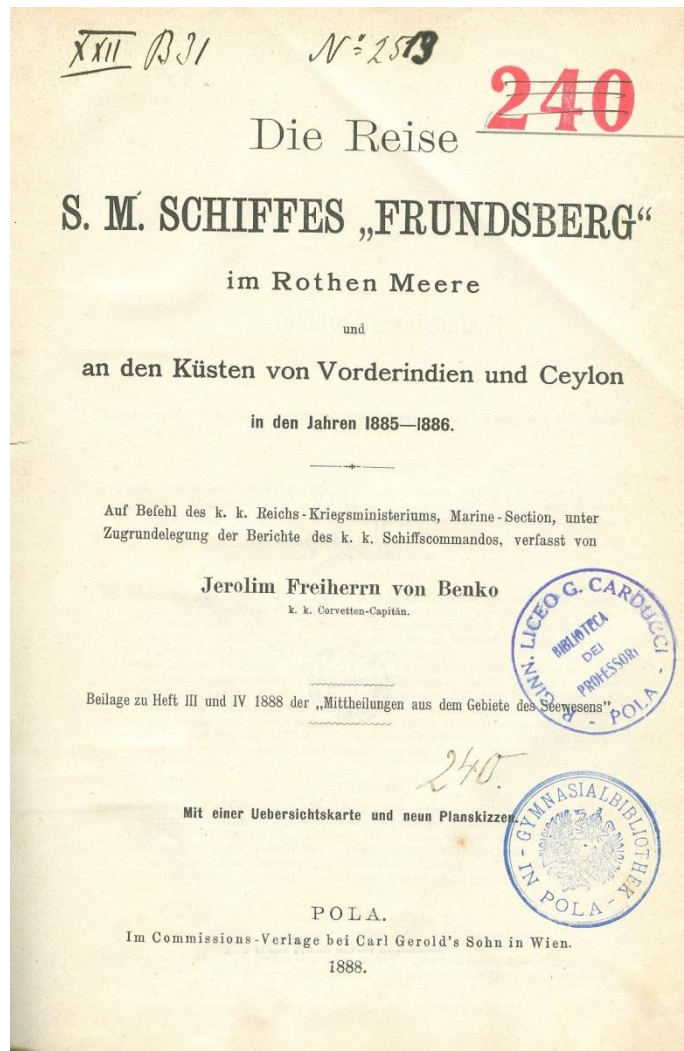 XXII B31 No: 2513
240
Die Reise
S. M. SCHIFFES „FRUNDSBERG“
im Rothen Meere
und
an den Küsten von Vorderindien und Ceylon
in den Jahren 1885—1886.
Auf Befehl des k. k. Reichs-Kriegsministeriums, Marine-Section, unter
Zugrundelegung der Berichte des k. k. Schiffscommandos, verfasst von
Jerolim Freiherrn von Benko
k. k. Corvetten-Capitän.
R. GINN. LICEO G. CARDUCCI - POLA -
BIBLIOTECA
DEI
PROFESSORI
Beilage zu Heft III und IV 1888 der „Mittheilungen aus dem Gebiete des Seewesens”.
240.
Mit einer Uebersichtskarte und neun Planskizzen.
- GYMNASIALBIBLIOTHEK -
IN POLA
POLA.
Im Commissions-Verlage bei Carl Gerold's Sohn in Wien.
1888.